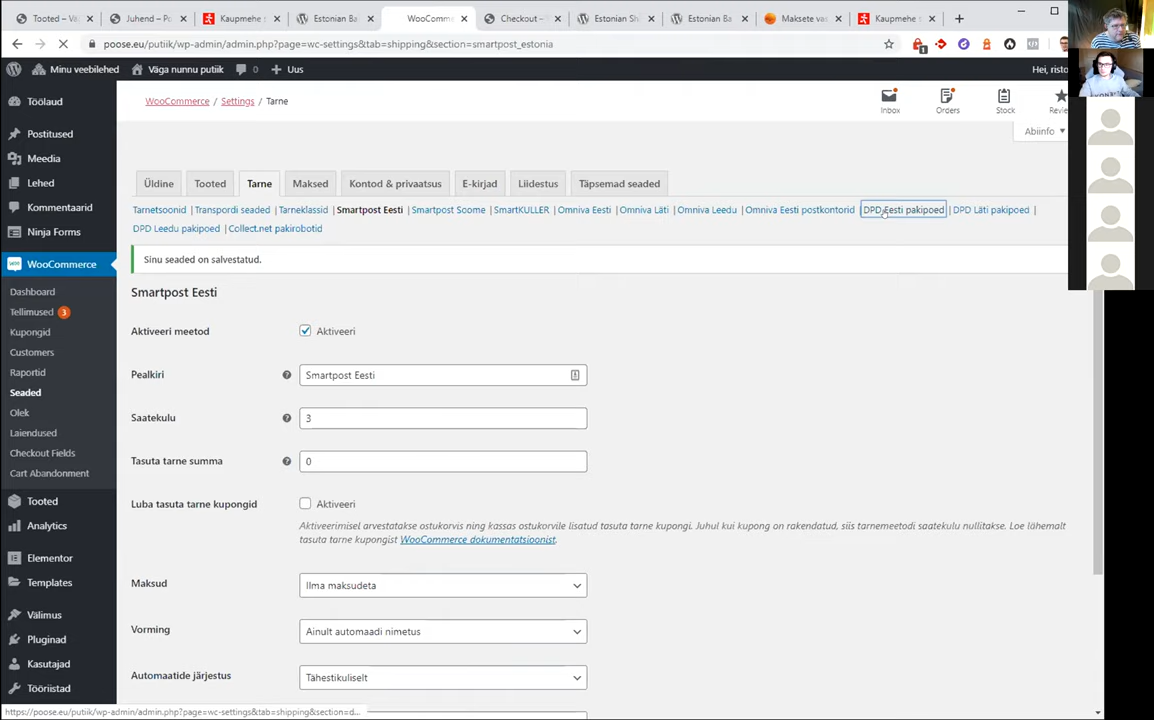 Tooted – Vä
Juhend – Po
Kaupmehe s
Estonian Ba
WooComm
Checkout –
Estonian Sh
Estonian Ba
Maksete va
Kaupmehe s
poose.eu/putiik/wp-admin/admin.php?page=wc-settings&tab=shipping&section=smartpost_estonia
Minu veebilehed
Väga nunnu putiik
0
Uus
Hei, risto
Töölaud
Postitused
Meedia
Lehed
Kommentaarid
Ninja Forms
WooCommerce
Dashboard
Tellimused 3
Kupongid
Customers
Raportid
Seaded
Olek
Laiendused
Checkout Fields
Cart Abandonment
Tooted
Analytics
Elementor
Templates
Välimus
Pluginad
Kasutajad
Tööriistad
WooCommerce / Settings / Tarne
Inbox
Orders
Stock
Revie
Abiinfo
Üldine
Tooted
Tarne
Maksed
Kontod & privaatsus
E-kirjad
Liidestus
Täpsemad seaded
Tarnetsoonid | Transpordi seaded | Tarneklassid | Smartpost Eesti | Smartpost Soome | SmartKULLER | Omniva Eesti | Omniva Läti | Omniva Leedu | Omniva Eesti postkontorid | DPD Eesti pakipoed | DPD Läti pakipoed |
DPD Leedu pakipoed | Collect.net pakirobotid
Sinu seaded on salvestatud.
Smartpost Eesti
Aktiveeri meetod
Aktiveeri
Pealkiri
Smartpost Eesti
Saatekulu
3
Tasuta tarne summa
0
Luba tasuta tarne kupongid
Aktiveeri
Aktiveerimisel arvestatakse ostukorvis ning kassas ostukorvile lisatud tasuta tarne kupongi. Juhul kui kupong on rakendatud, siis tarnemeetodi saatekulu nullitakse. Loe lähemalt
tasuta tarne kupongist WooCommerce dokumentatsioonist.
Maksud
Ilma maksudeta
Vorming
Ainult automaadi nimetus
Automaatide järjestus
Tähestikuliselt
https://poose.eu/putiik/wp-admin/admin.php?page=wc-settings&tab=shipping&section=d...